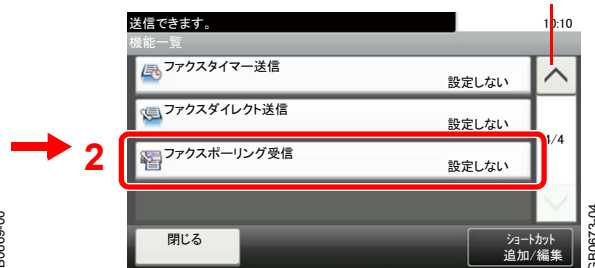 送信できます。
10:10
機能一覧
ファクスタイマー送信
設定しない
ファクスダイレクト送信
設定しない
4/4
2
ファクスポーリング受信
設定しない
閉じる
ショートカット
追加/編集
GB0673-04